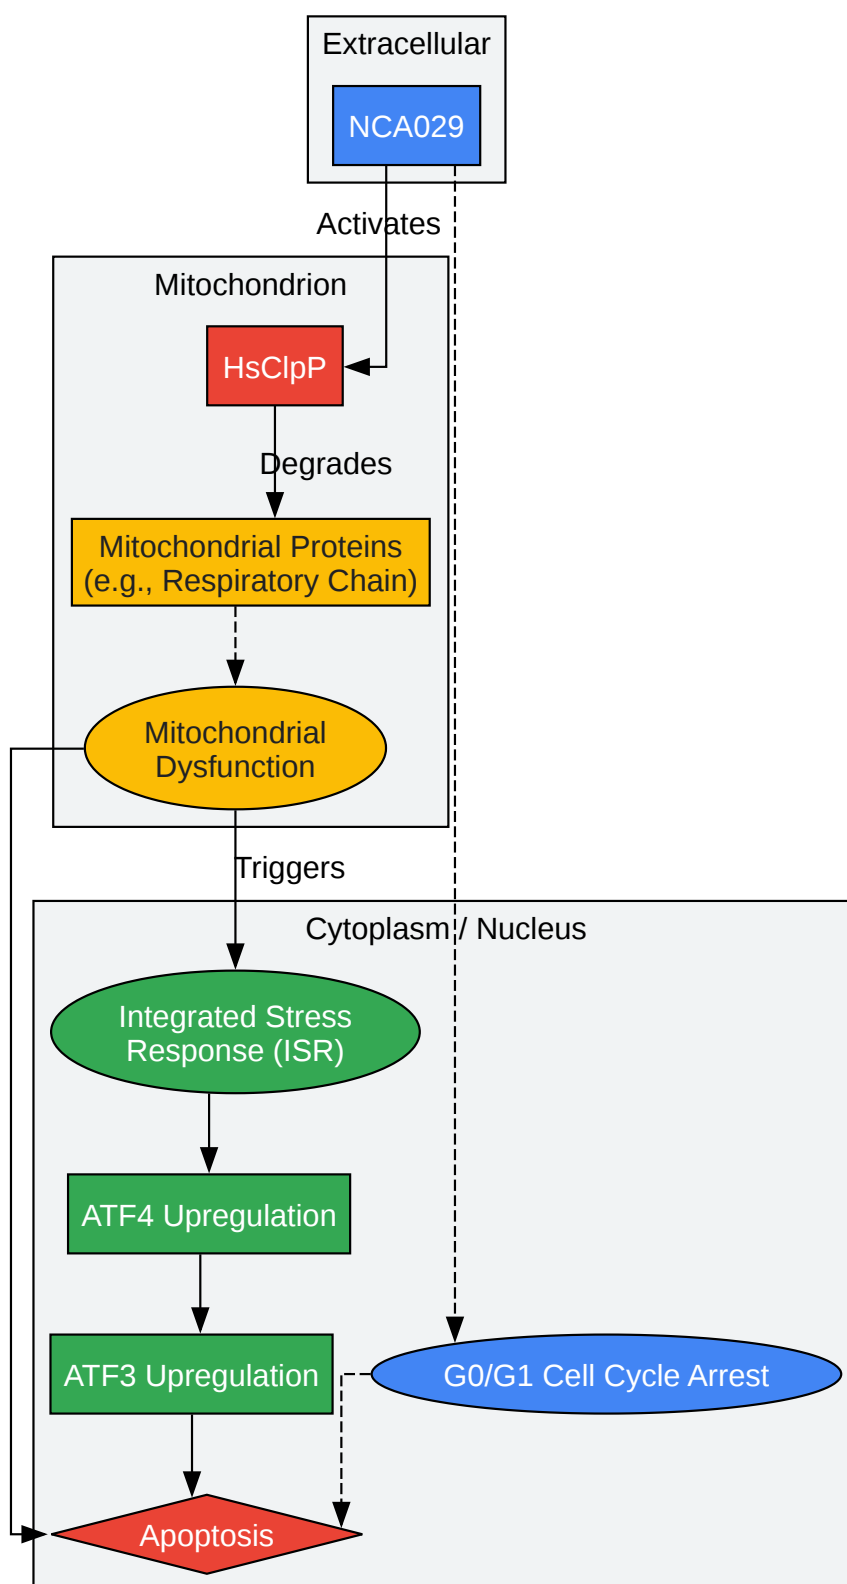 Extracellular
NCA029
Activates
Mitochondrion
HsClpP
Degrades
Mitochondrial Proteins
(e.g., Respiratory Chain)
Mitochondrial
Dysfunction
Triggers
Cytoplasm / Nucleus
Integrated Stress
Response (ISR)
ATF4 Upregulation
ATF3 Upregulation
G0/G1 Cell Cycle Arrest
Apoptosis